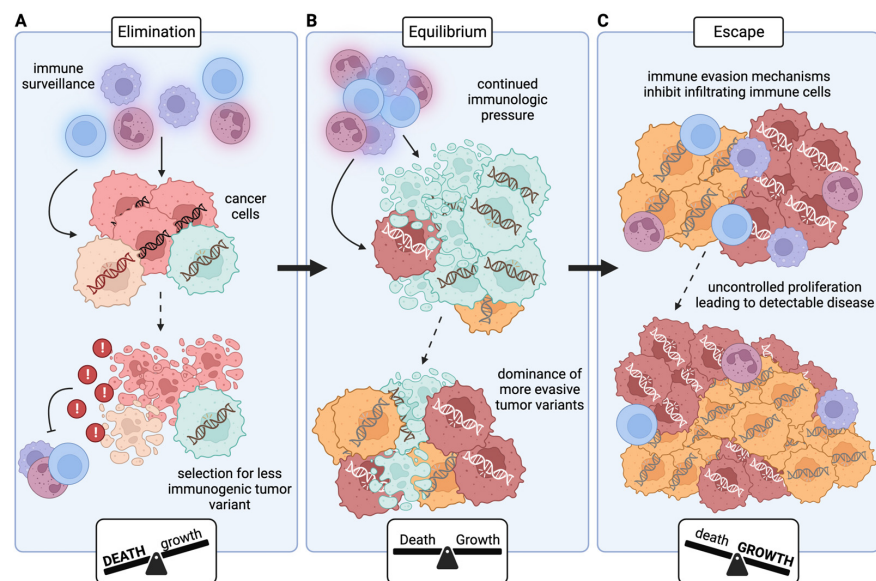 A
Elimination
immune
surveillance
cancer
cells
!
!
!
!
!
selection for less
immunogenic tumor
variant
DEATH growth
B
Equilibrium
continued
immunologic
pressure
dominance of
more evasive
tumor variants
Death Growth
C
Escape
immune evasion mechanisms
inhibit infiltrating immune cells
uncontrolled proliferation
leading to detectable disease
death GROWTH